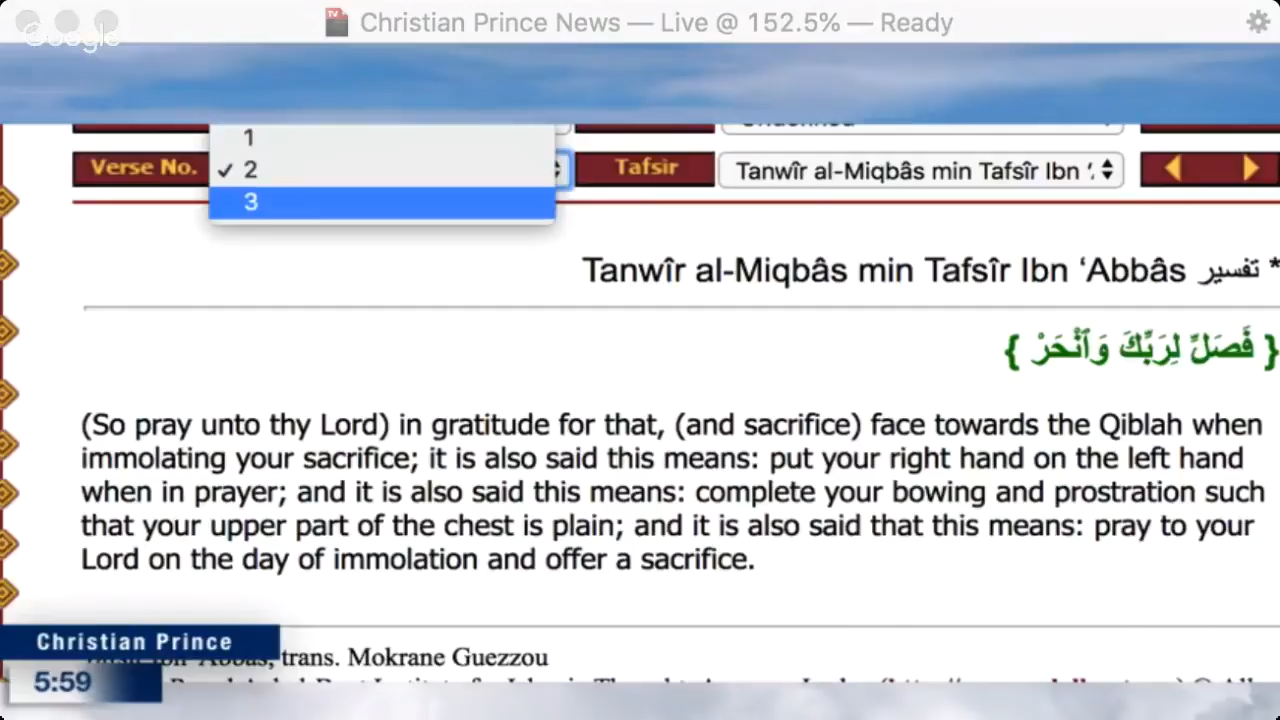 Christian Prince News — Live @ 152.5% — Ready
Google
1
Verse No.
✓ 2
Tafsir
Tanwîr al-Miqbâs min Tafsîr Ibn ‘
3
Tanwîr al-Miqbâs min Tafsîr Ibn ‘Abbâs تفسير *
{ فَصَلِّ لِرَبِّكَ وَٱنْحَرْ }
(So pray unto thy Lord) in gratitude for that, (and sacrifice) face towards the Qiblah when
immolating your sacrifice; it is also said this means: put your right hand on the left hand
when in prayer; and it is also said this means: complete your bowing and prostration such
that your upper part of the chest is plain; and it is also said that this means: pray to your
Lord on the day of immolation and offer a sacrifice.
Christian Prince
trans. Mokrane Guezzou
5:59